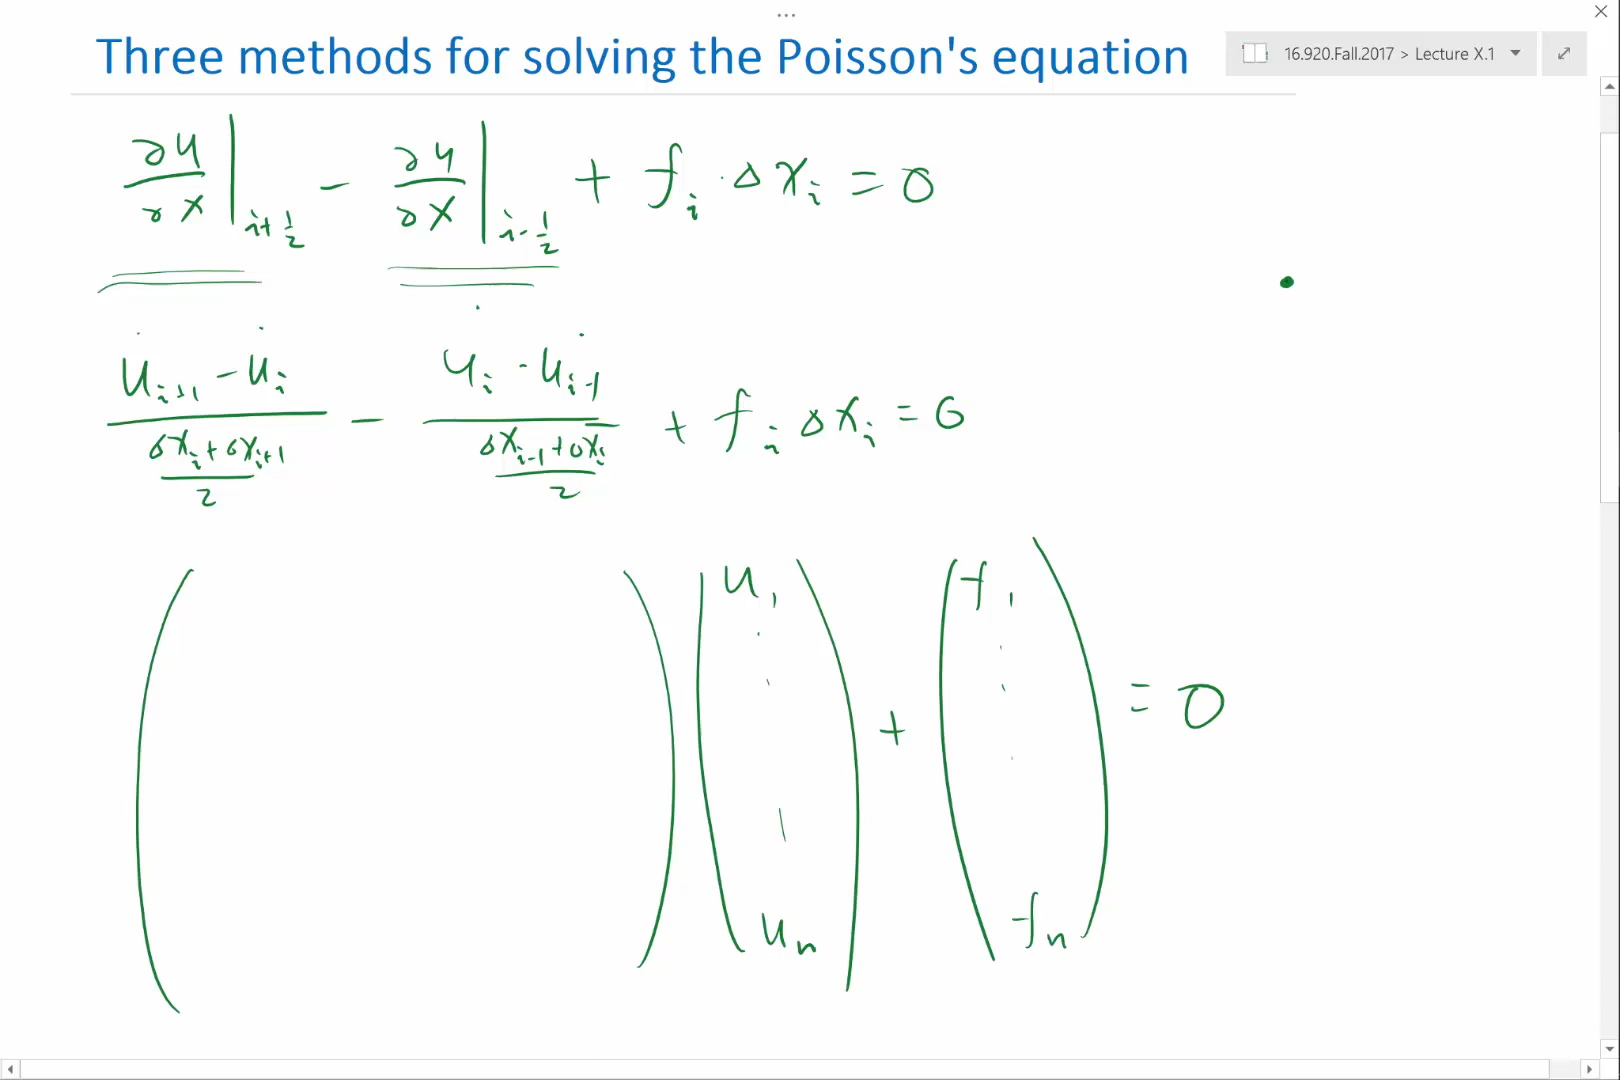 Three methods for solving the Poisson's equation
16.920.Fall.2017 > Lecture X.1
∂u/∂x |i+1/2 − ∂u/∂x |i−1/2 + fi · Δxi = 0
(ui+1 − ui)/((Δxi + Δxi+1)/2) − (ui − ui−1)/((Δxi−1 + Δxi)/2) + fi Δxi = 0
( ) (u1 ⋮ un) + (f1 ⋮ fn) = 0